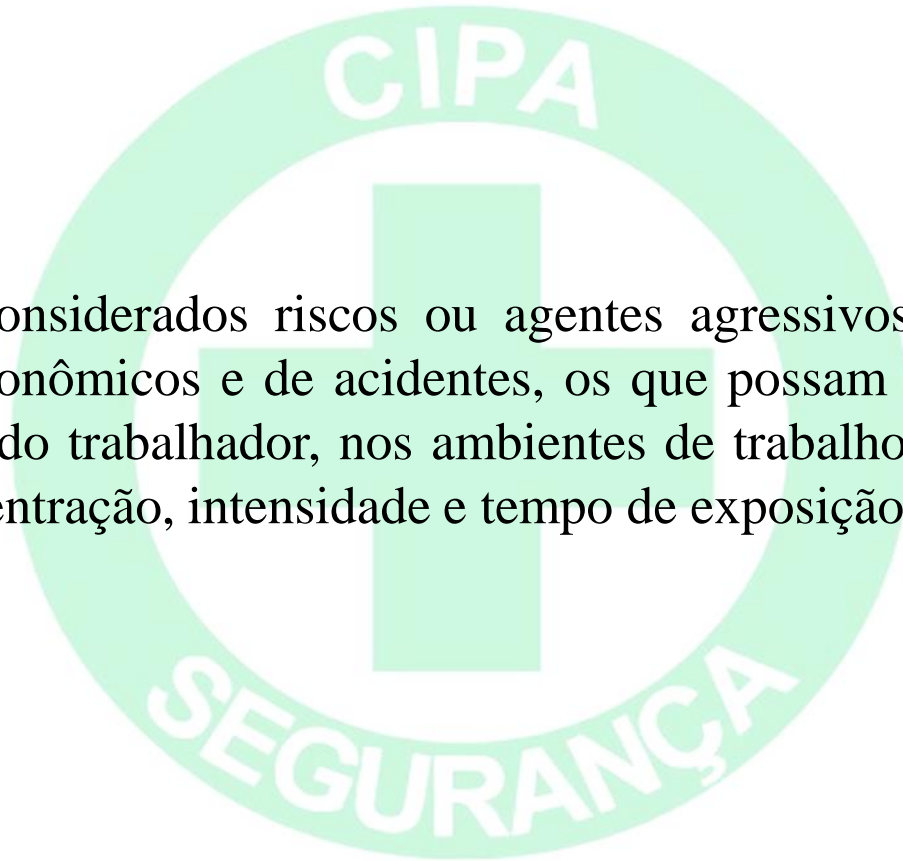 CIPA
onsiderados riscos ou agentes agressivos
onômicos e de acidentes, os que possam
do trabalhador, nos ambientes de trabalho
entração, intensidade e tempo de exposição
SEGURANÇA